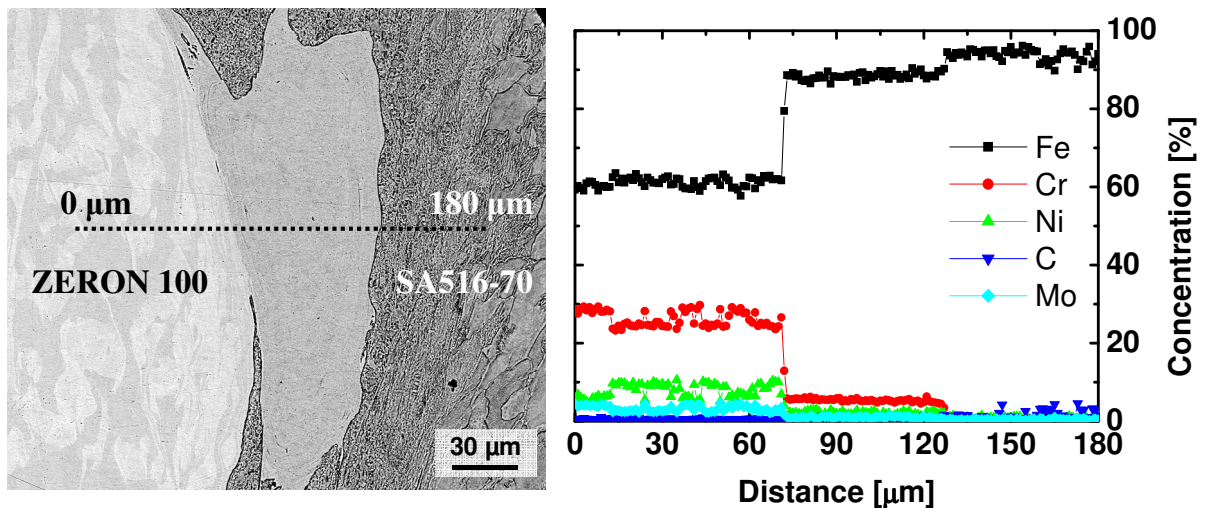 0 μm
180 μm
ZERON 100
SA516-70
30 μm
100
80
60
40
20
0
Concentration [%]
Fe
Cr
Ni
C
Mo
0 30 60 90 120 150 180
Distance [μm]